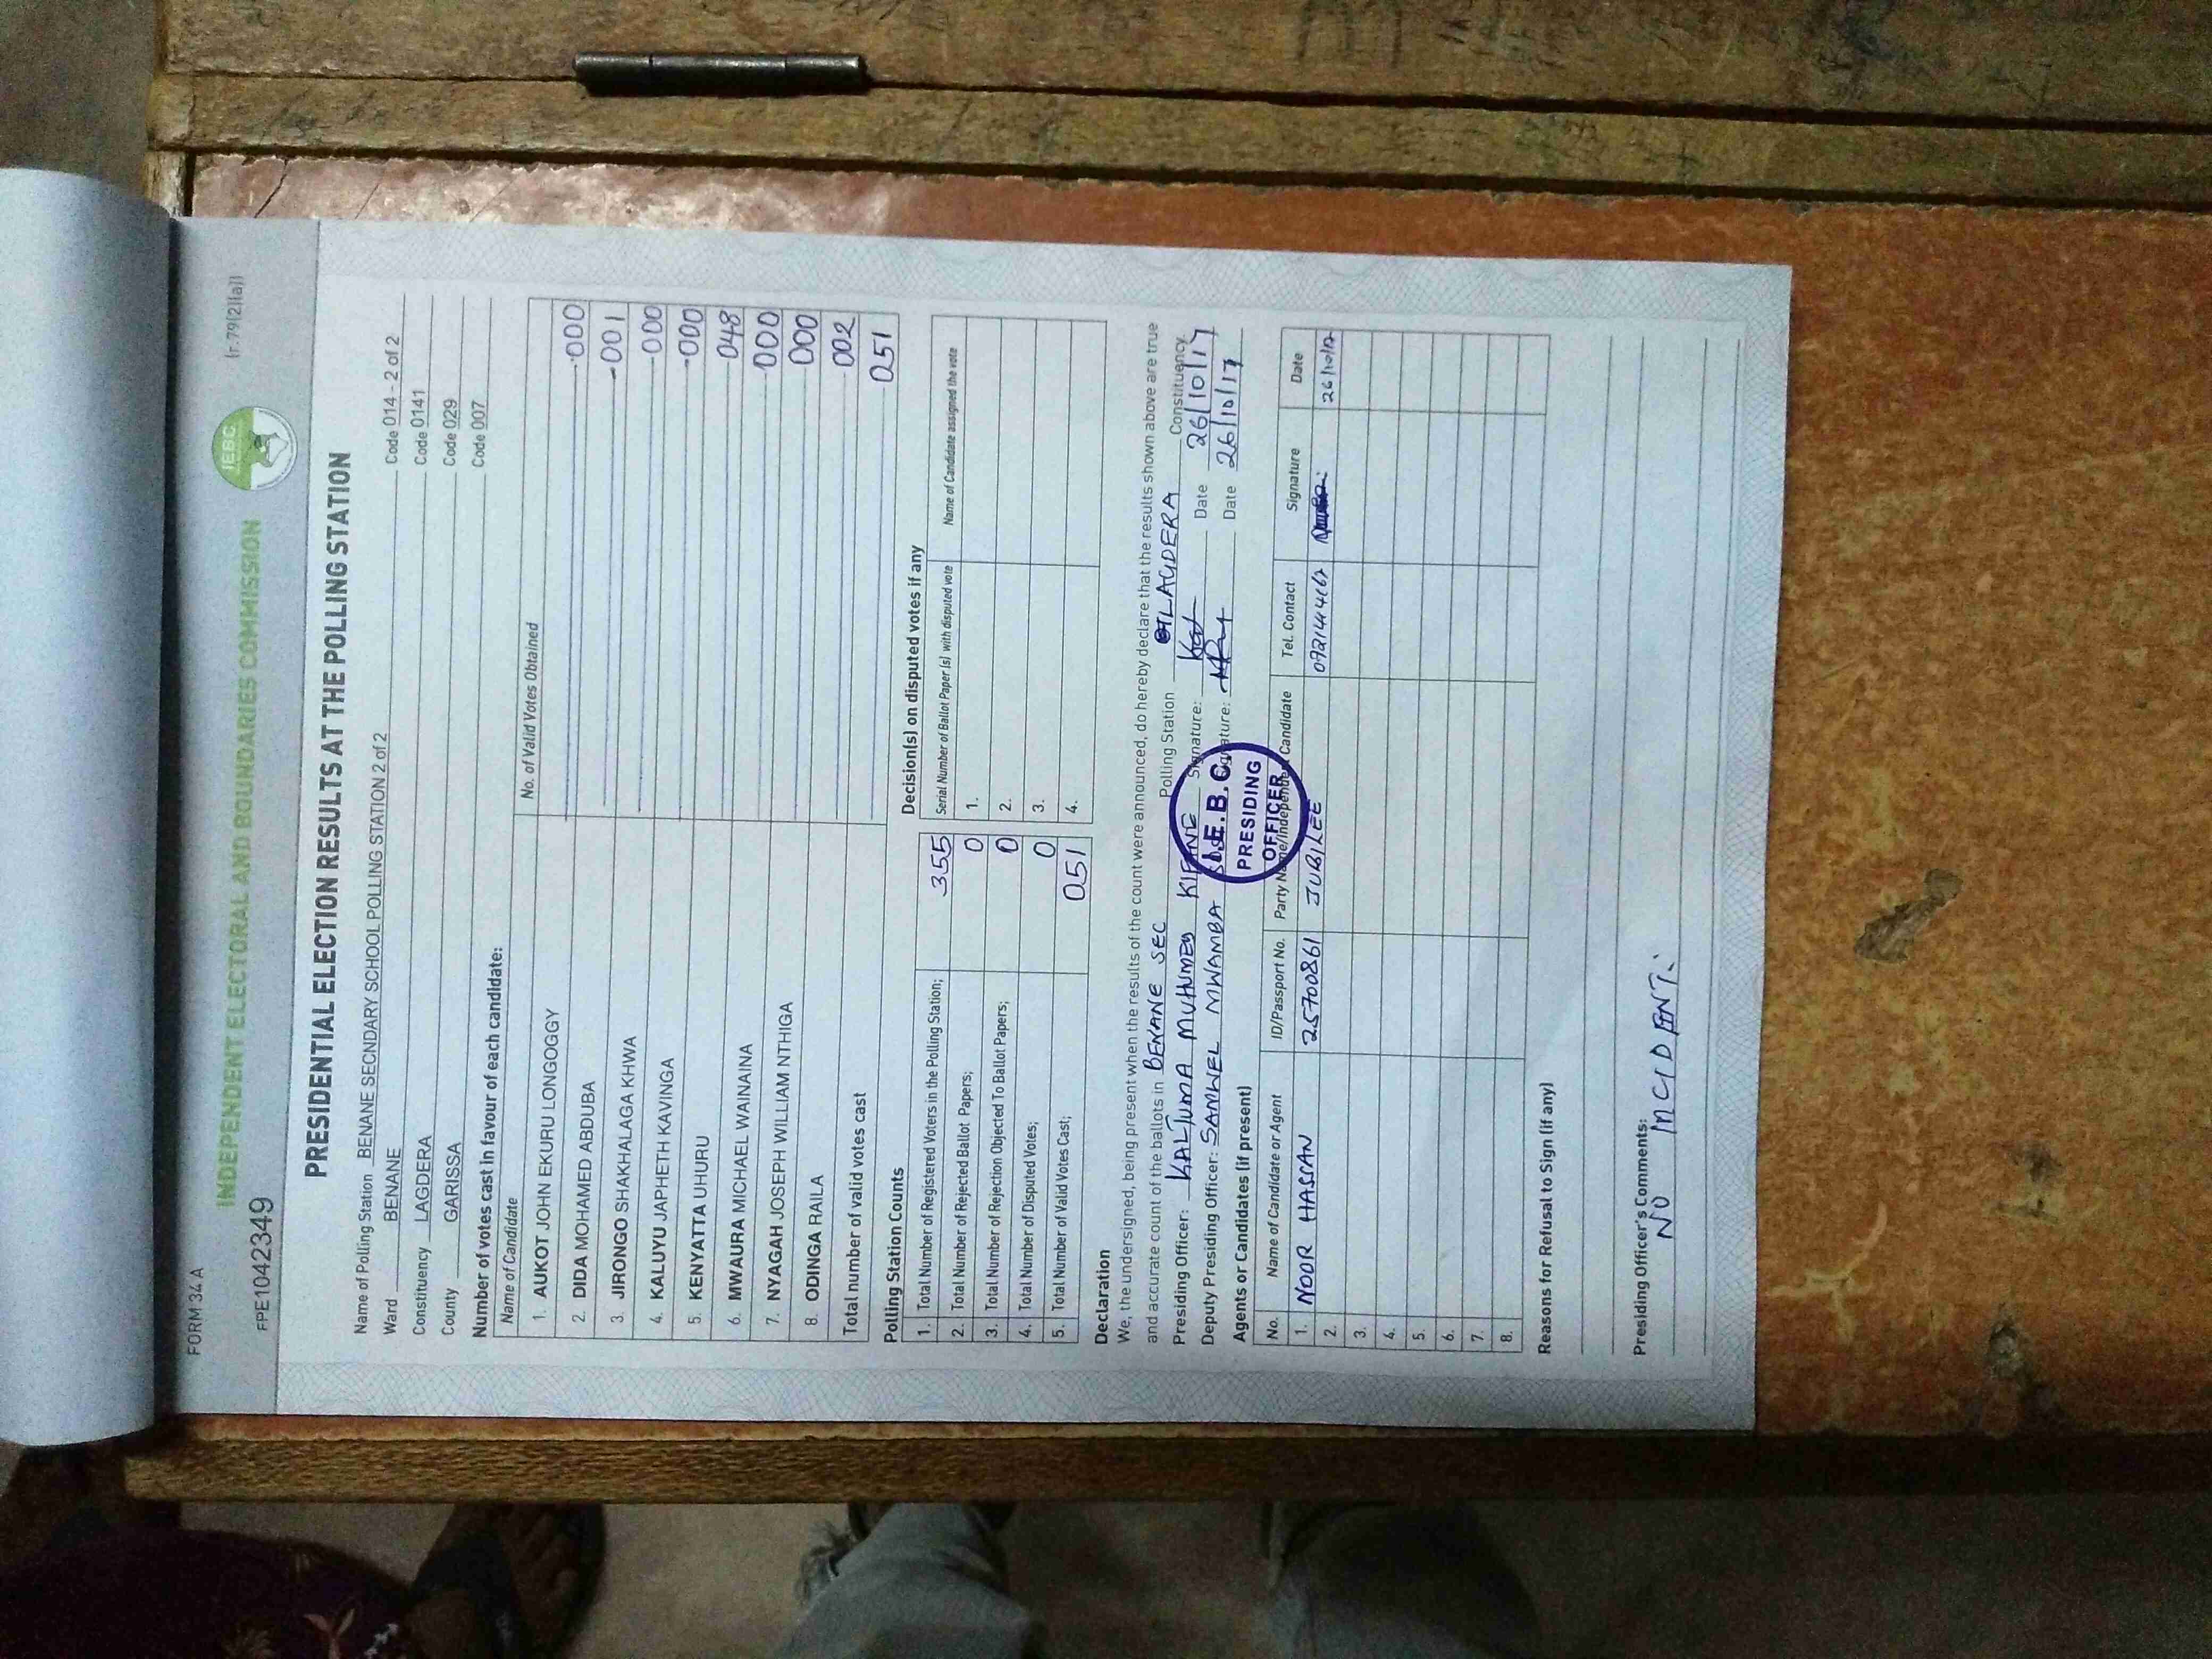 FORM 34 A
INDEPENDENT ELECTORAL AND BOUNDARIES COMMISSION
IEBC
(r.79(2)(a))
FPE1042349
PRESIDENTIAL ELECTION RESULTS AT THE POLLING STATION
Name of Polling Station BENANE SECNDARY SCHOOL POLLING STATION 2 of 2 Code 014 - 2 of 2
Ward BENANE Code 0141
Constituency LAGDERA Code 029
County GARISSA Code 007
Number of votes cast in favour of each candidate:
Name of Candidate No. of Valid Votes Obtained
1. AUKOT JOHN EKURU LONGOGGY 000
2. DIDA MOHAMED ABDUBA 001
3. JIRONGO SHAKHALAGA KHWA 000
4. KALUYU JAPHETH KAVINGA 000
5. KENYATTA UHURU 048
6. MWAURA MICHAEL WAINAINA 000
7. NYAGAH JOSEPH WILLIAM NTHIGA 000
8. ODINGA RAILA 002
Total number of valid votes cast 051
Polling Station Counts
1. Total Number of Registered Voters in the Polling Station; 355
2. Total Number of Rejected Ballot Papers; 0
3. Total Number of Rejection Objected To Ballot Papers; 0
4. Total Number of Disputed Votes; 0
5. Total Number of Valid Votes Cast; 051
Decision(s) on disputed votes if any
Serial Number of Ballot Paper (s) with disputed vote Name of Candidate assigned the vote
1.
2.
3.
4.
Declaration
We, the undersigned, being present when the results of the count were announced, do hereby declare that the results shown above are true
and accurate count of the ballots in BENANE SEC Polling Station LAGDERA Constituency.
Presiding Officer: KALTUMA MUHUMED Signature: Date 26/10/17
Deputy Presiding Officer: SAMWEL MWAMBA Signature: Date 26/10/17
I.E.B.C
PRESIDING
OFFICER
Agents or Candidates (if present)
No. Name of Candidate or Agent ID/Passport No. Party Name/Independent Candidate Tel. Contact Signature Date
1. NOOR HASSAN 25700861 JUBILEE 26/10/17
2.
3.
4.
5.
6.
7.
8.
Reasons for Refusal to Sign (if any)
Presiding Officer's Comments:
NO INCIDENT.